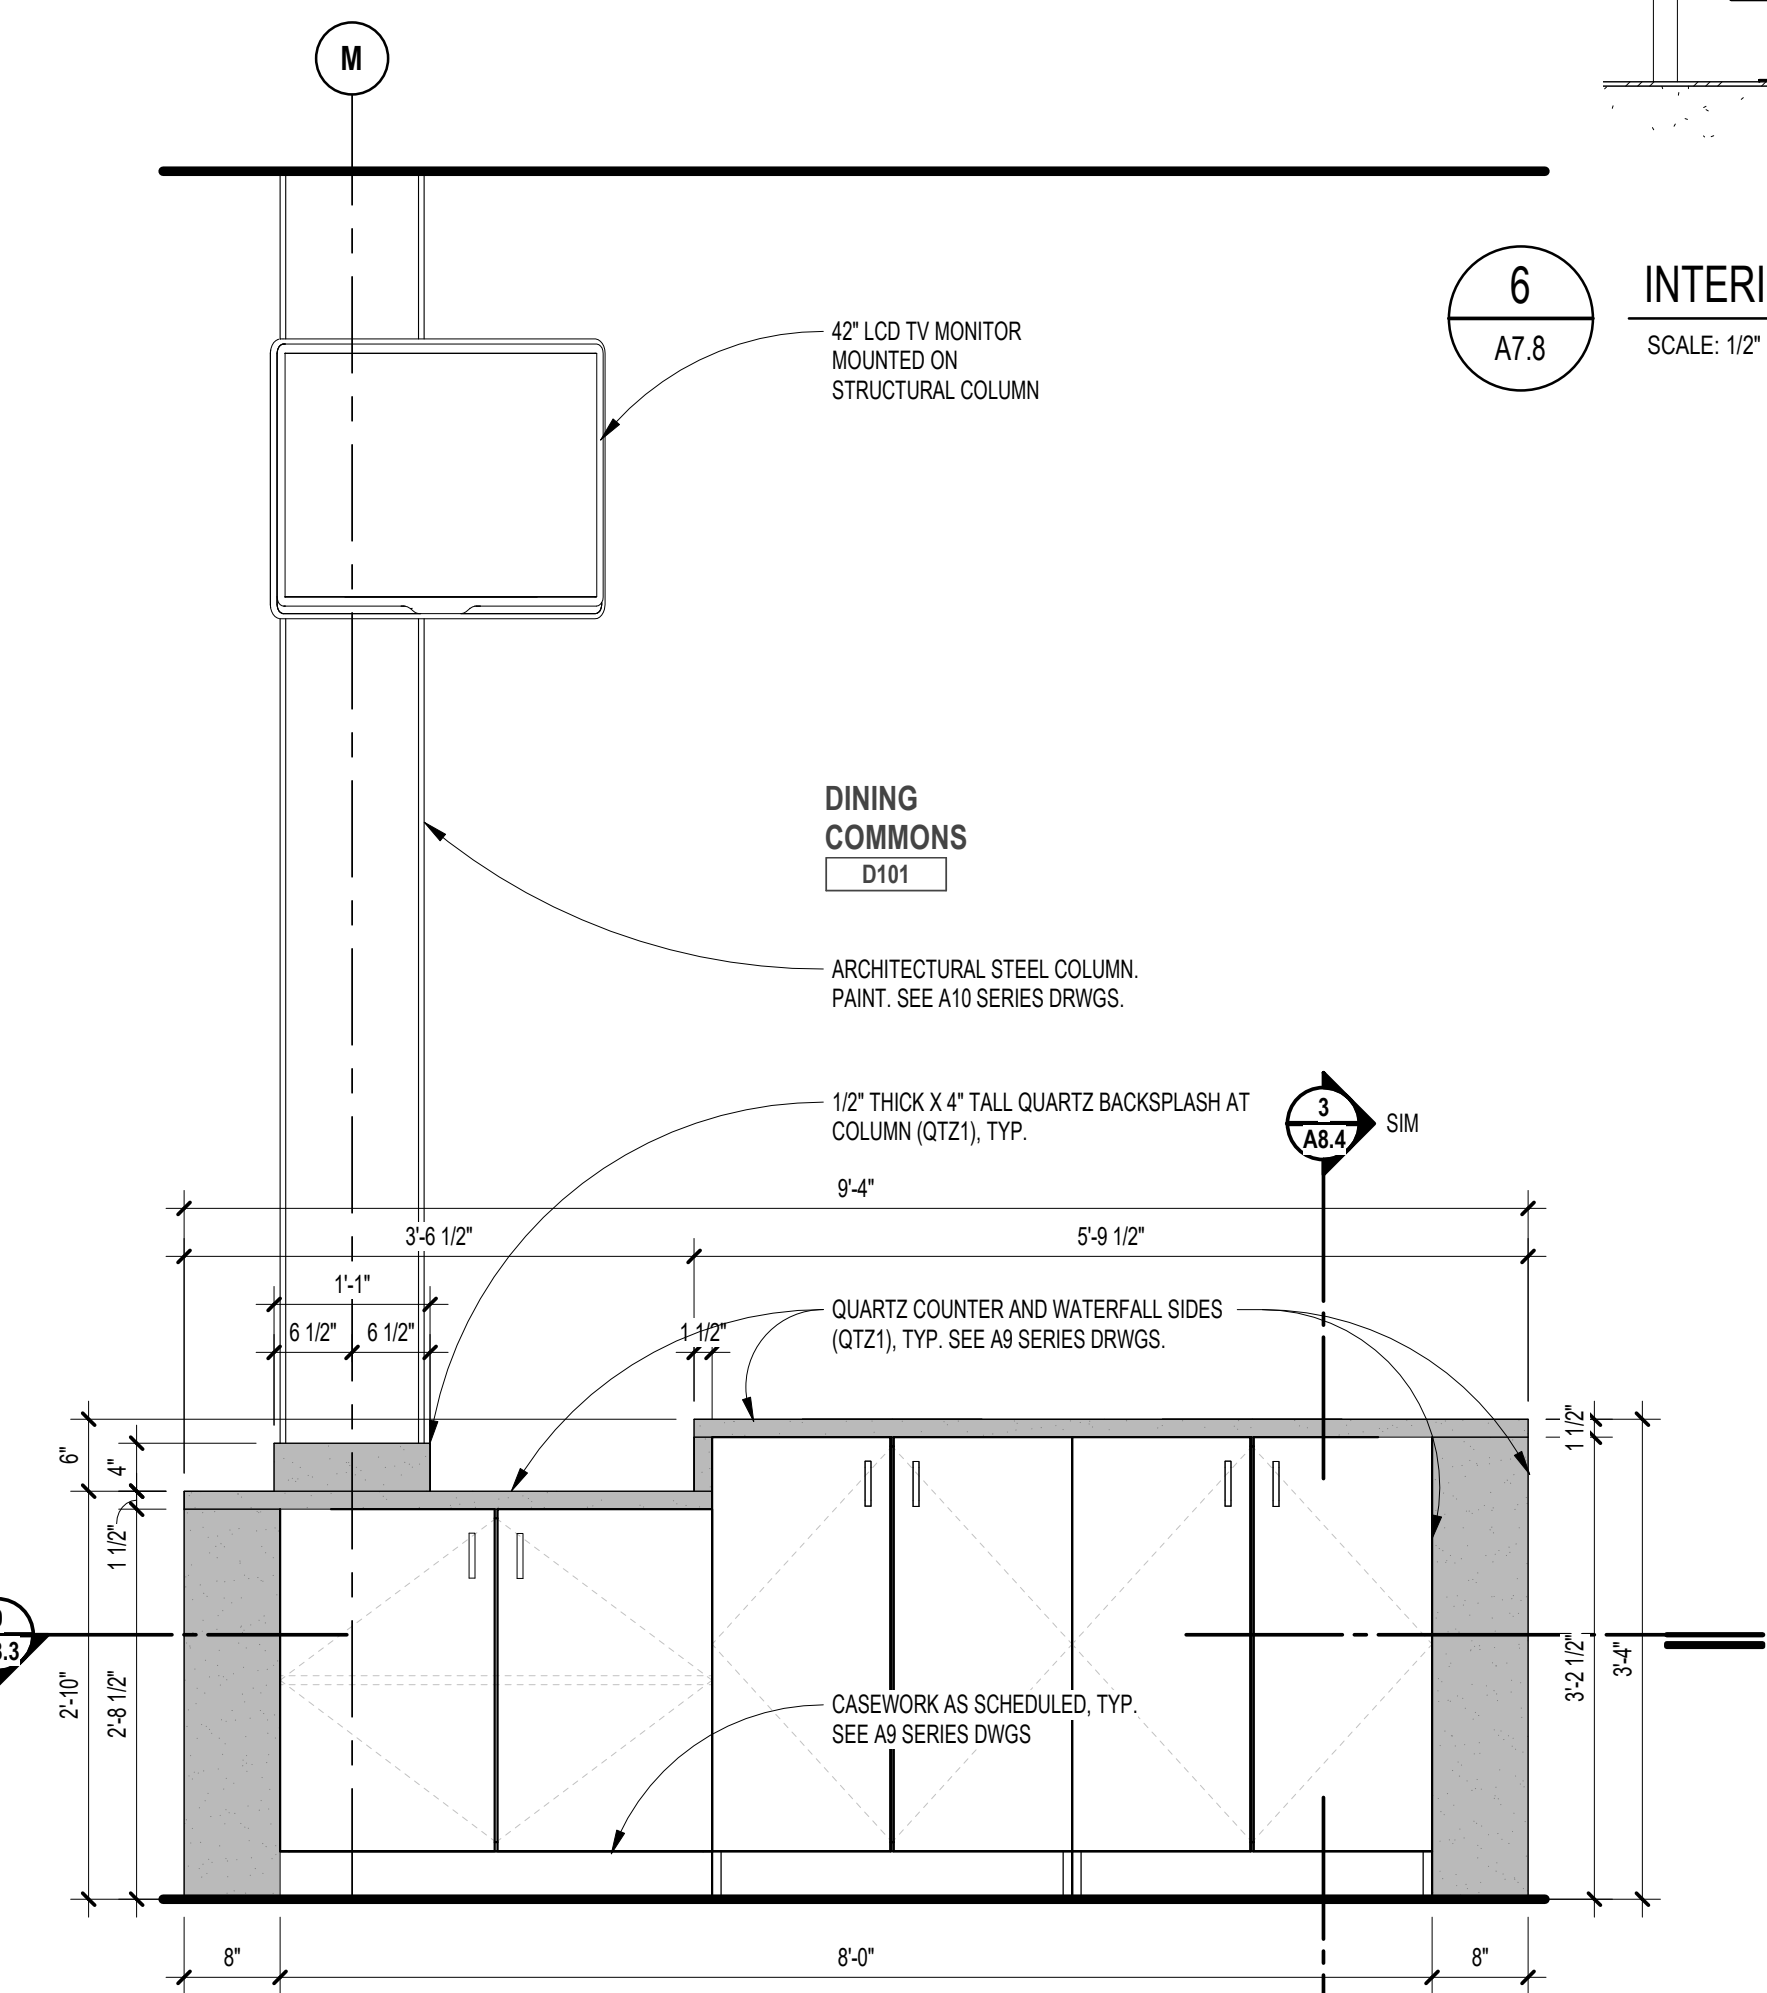 M
6
A7.8
INTERI
SCALE: 1/2"
42" LCD TV MONITOR
MOUNTED ON
STRUCTURAL COLUMN
DINING
COMMONS
D101
ARCHITECTURAL STEEL COLUMN.
PAINT. SEE A10 SERIES DRWGS.
1/2" THICK X 4" TALL QUARTZ BACKSPLASH AT
COLUMN (QTZ1), TYP.
3
A8.4
SIM
9'-4"
3'-6 1/2"
5'-9 1/2"
1'-1"
6 1/2"
6 1/2"
1 1/2"
QUARTZ COUNTER AND WATERFALL SIDES
(QTZ1), TYP. SEE A9 SERIES DRWGS.
6"
4"
1 1/2"
1 1/2"
2'-10"
2'-8 1/2"
3'-2 1/2"
3'-4"
CASEWORK AS SCHEDULED, TYP.
SEE A9 SERIES DWGS
8"
8'-0"
8"